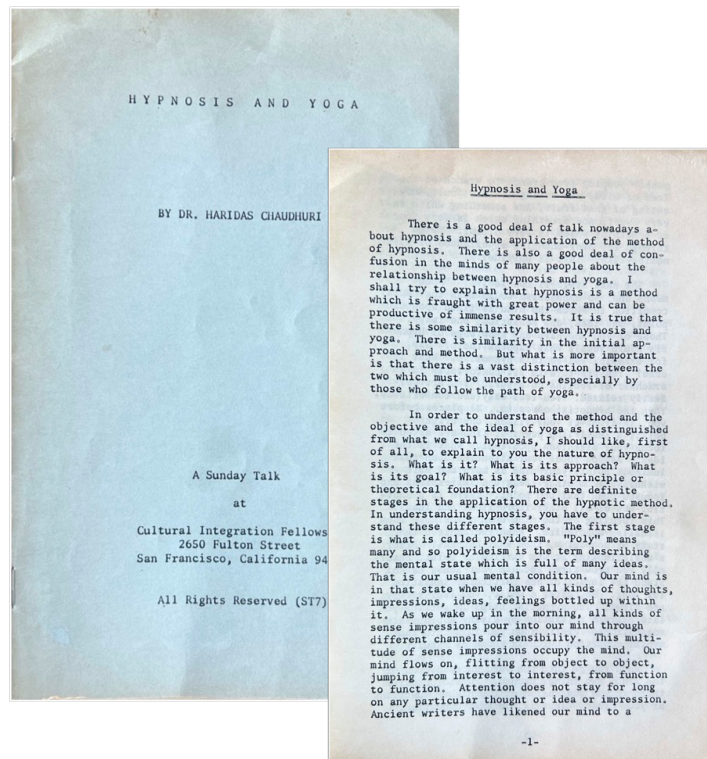 HYPNOSIS AND YOGA
BY DR. HARIDAS CHAUDHURI
A Sunday Talk
at
Cultural Integration Fellows
2650 Fulton Street
San Francisco, California 94
All Rights Reserved (ST7)
Hypnosis and Yoga
There is a good deal of talk nowadays a-
bout hypnosis and the application of the method
of hypnosis. There is also a good deal of con-
fusion in the minds of many people about the
relationship between hypnosis and yoga. I
shall try to explain that hypnosis is a method
which is fraught with great power and can be
productive of immense results. It is true that
there is some similarity between hypnosis and
yoga. There is similarity in the initial ap-
proach and method. But what is more important
is that there is a vast distinction between the
two which must be understood, especially by
those who follow the path of yoga.
In order to understand the method and the
objective and the ideal of yoga as distinguished
from what we call hypnosis, I should like, first
of all, to explain to you the nature of hypno-
sis. What is it? What is its approach? What
is its goal? What is its basic principle or
theoretical foundation? There are definite
stages in the application of the hypnotic method.
In understanding hypnosis, you have to under-
stand these different stages. The first stage
is what is called polyideism. "Poly" means
many and so polyideism is the term describing
the mental state which is full of many ideas.
That is our usual mental condition. Our mind is
in that state when we have all kinds of thoughts,
impressions, ideas, feelings bottled up within
it. As we wake up in the morning, all kinds of
sense impressions pour into our mind through
different channels of sensibility. This multi-
tude of sense impressions occupy the mind. Our
mind flows on, flitting from object to object,
jumping from interest to interest, from function
to function. Attention does not stay for long
on any particular thought or idea or impression.
Ancient writers have likened our mind to a
-1-